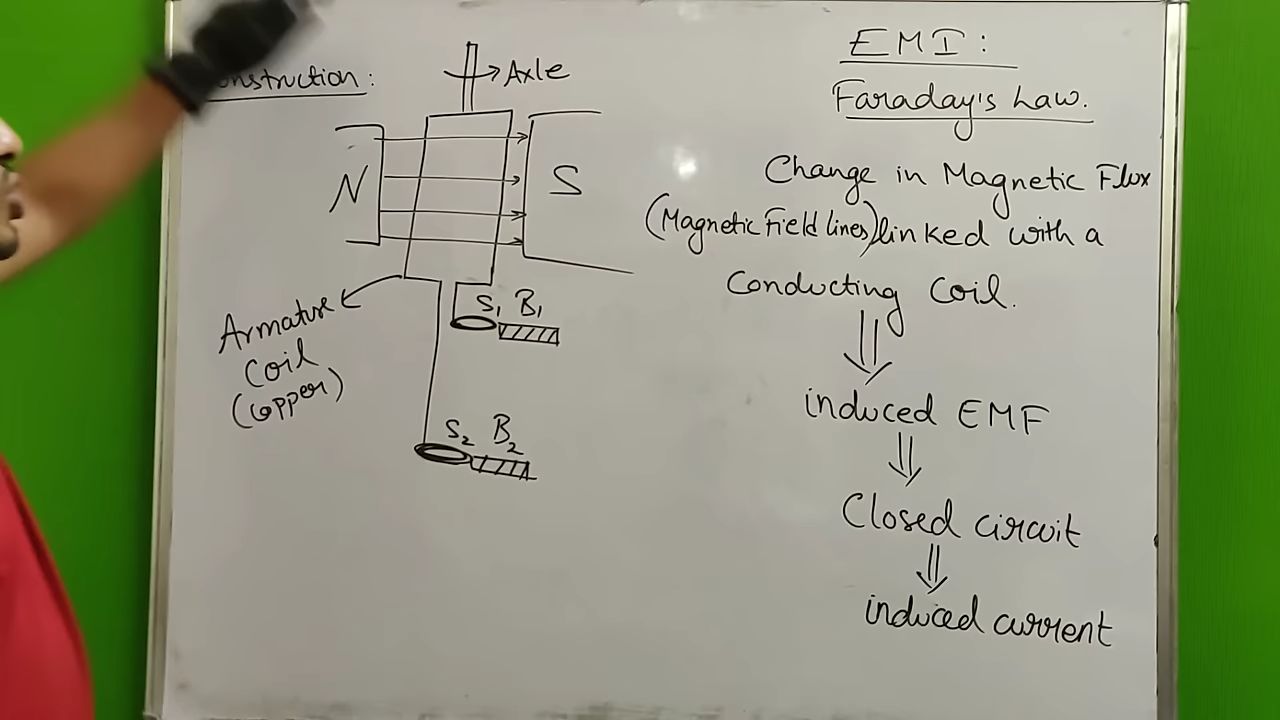 onstruction:
Axle
N
S
S₁ B₁
Armature
Coil
(Copper)
S₂ B₂
EMI:
Faraday's Law.
Change in Magnetic Flux
(Magnetic Field lines) linked with a
Conducting Coil.
induced EMF
Closed circuit
induced current